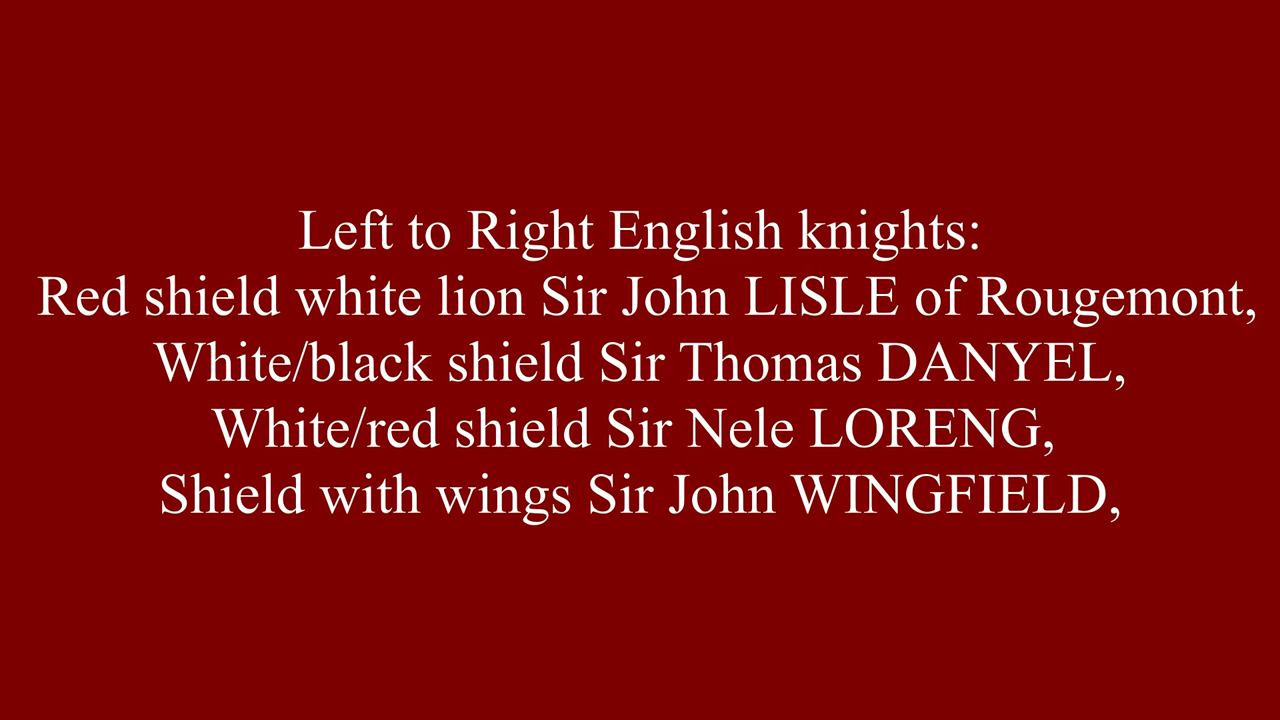 Left to Right English knights:
Red shield white lion Sir John LISLE of Rougemont,
White/black shield Sir Thomas DANYEL,
White/red shield Sir Nele LORENG,
Shield with wings Sir John WINGFIELD,